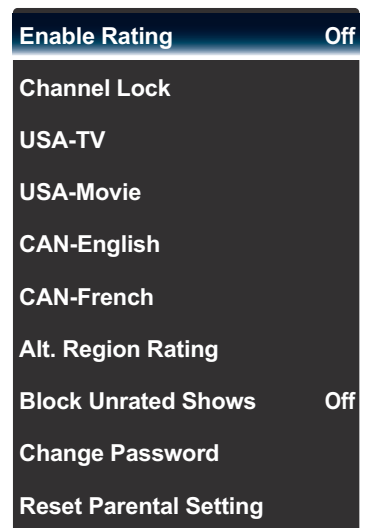 Enable Rating Off
Channel Lock
USA-TV
USA-Movie
CAN-English
CAN-French
Alt. Region Rating
Block Unrated Shows Off
Change Password
Reset Parental Setting